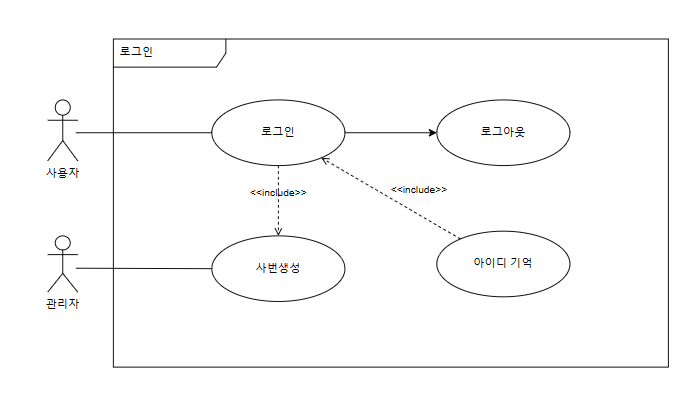 로그인
로그인
로그아웃
사용자
<<include>>
<<include>>
사번생성
아이디 기억
관리자